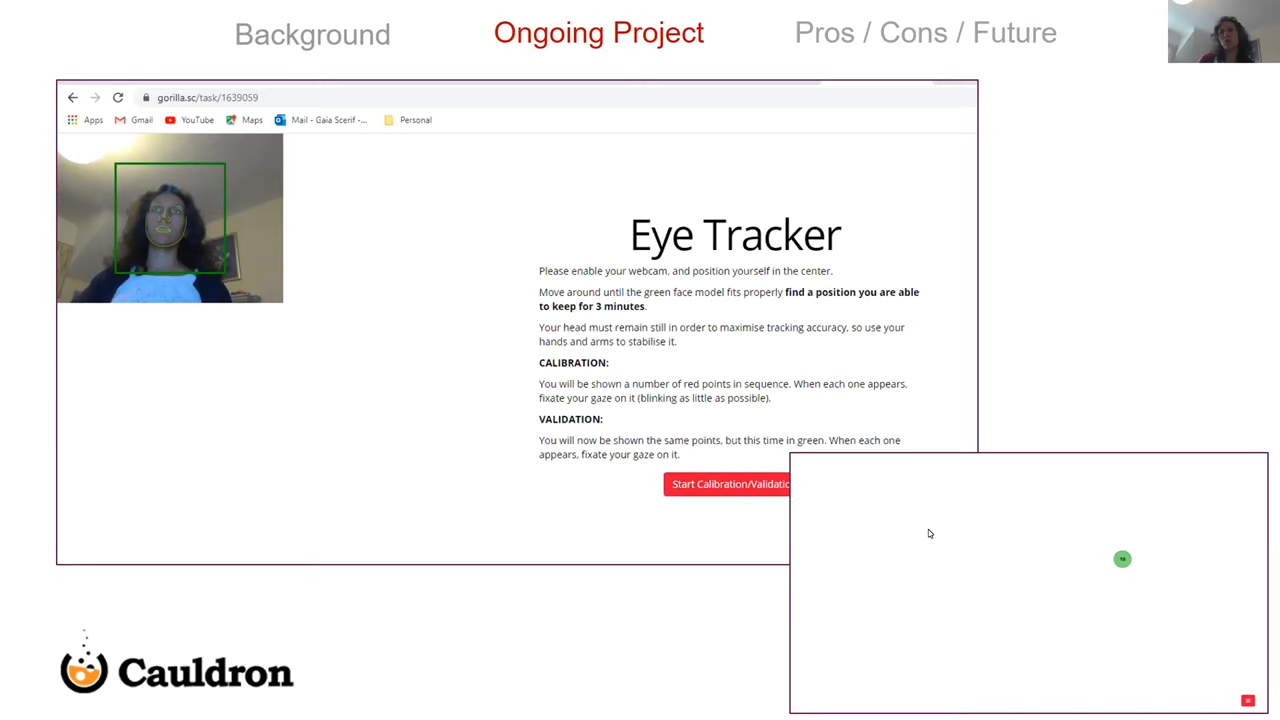 Background
Ongoing Project
Pros / Cons / Future
gorilla.sc/task/1639059
Apps
Gmail
YouTube
Maps
Mail - Gaia Scerif -...
Personal
Eye Tracker
Please enable your webcam, and position yourself in the center.
Move around until the green face model fits properly find a position you are able
to keep for 3 minutes.
Your head must remain still in order to maximise tracking accuracy, so use your
hands and arms to stabilise it.
CALIBRATION:
You will be shown a number of red points in sequence. When each one appears,
fixate your gaze on it (blinking as little as possible).
VALIDATION:
You will now be shown the same points, but this time in green. When each one
appears, fixate your gaze on it.
Start Calibration/Validatio
Cauldron